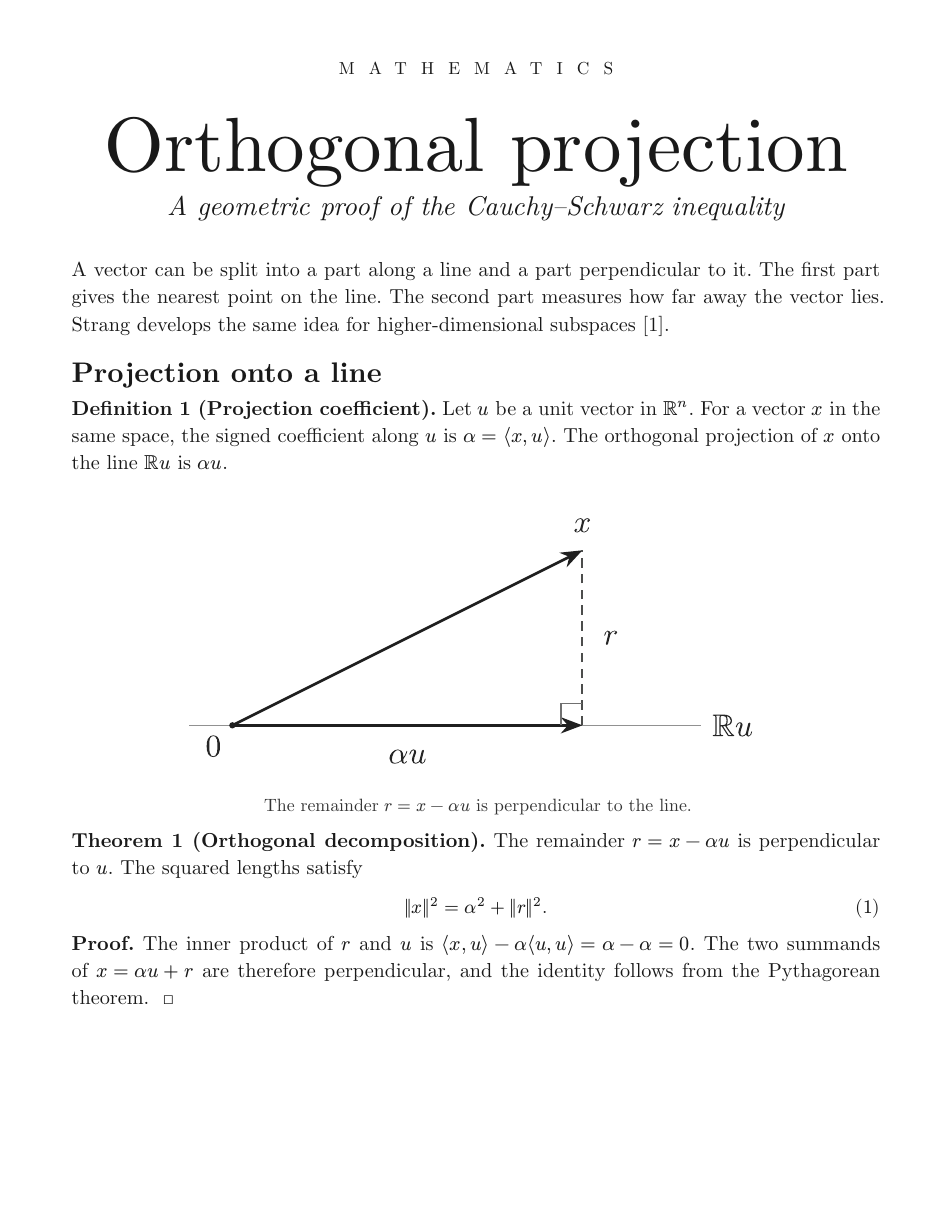 MATHEMATICS
Orthogonal projection
A geometric proof of the Cauchy–Schwarz inequality
A vector can be split into a part along a line and a part perpendicular to it. The first part
gives the nearest point on the line. The second part measures how far away the vector lies.
Strang develops the same idea for higher-dimensional subspaces [1].
Projection onto a line
Definition 1 (Projection coefficient). Let u be a unit vector in ℝⁿ. For a vector x in the
same space, the signed coefficient along u is α = ⟨x, u⟩. The orthogonal projection of x onto
the line ℝu is αu.
x
r
0
αu
ℝu
The remainder r = x − αu is perpendicular to the line.
Theorem 1 (Orthogonal decomposition). The remainder r = x − αu is perpendicular
to u. The squared lengths satisfy
‖x‖² = α² + ‖r‖². (1)
Proof. The inner product of r and u is ⟨x, u⟩ − α⟨u, u⟩ = α − α = 0. The two summands
of x = αu + r are therefore perpendicular, and the identity follows from the Pythagorean
theorem. □